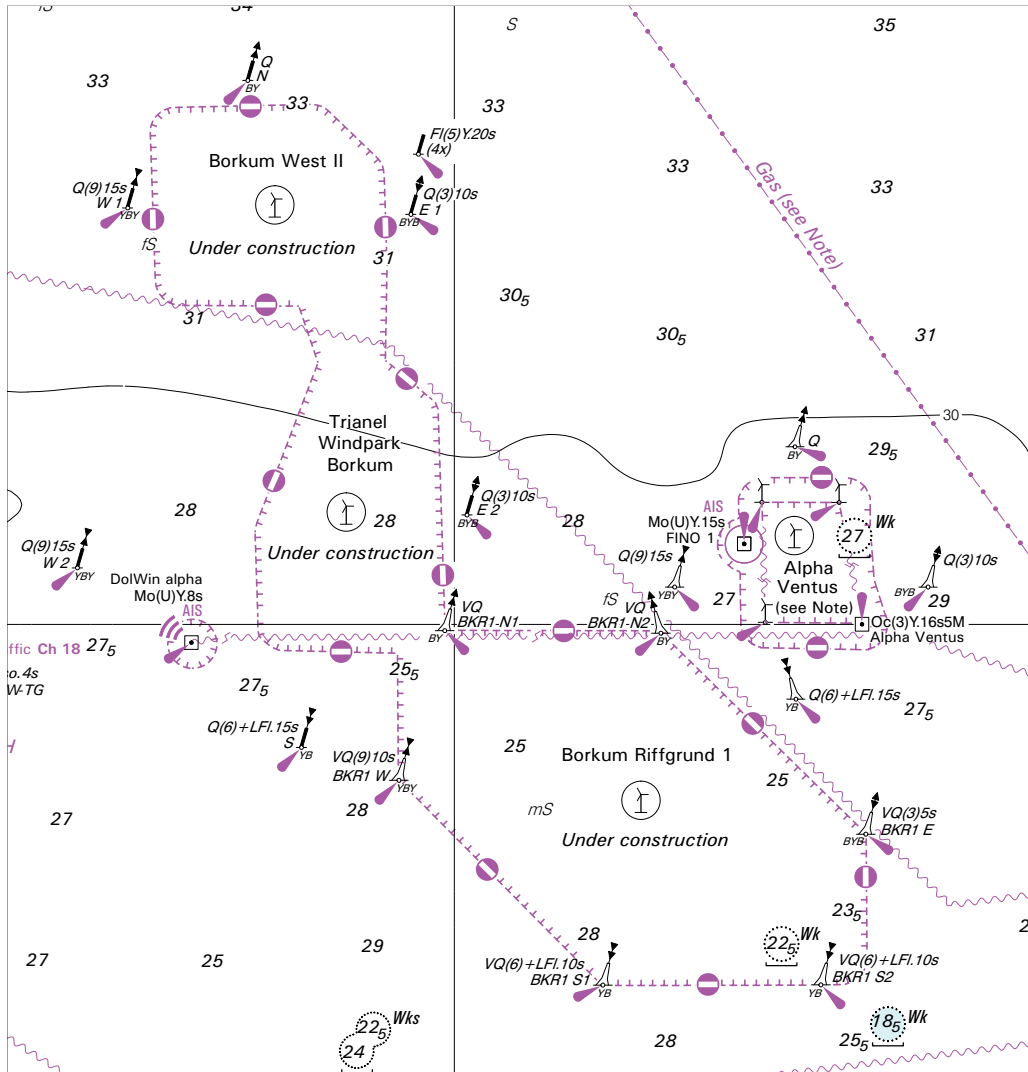 34
fS
S
35
Q
N
BY
33
33
33
Fl(5)Y.20s
(4x)
Borkum West II
33
Gas (see Note)
33
Q(9)15s
W 1
YBY
Q(3)10s
E 1
BYB
fS
Under construction
31
30₅
31
30₅
31
30
Trianel
Windpark
Borkum
Q
BY
29₅
28
28
Q(3)10s
E 2
BYB
28
AIS
Mo(U)Y.15s
FINO 1
27
Wk
Q(9)15s
W 2
YBY
Under construction
Q(9)15s
YBY
Alpha
Ventus
(see Note)
Q(3)10s
BYB
DolWin alpha
Mo(U)Y.8s
AIS
VQ
BKR1-N1
BY
fS
VQ
BKR1-N2
BY
27
29
Oc(3)Y.16s5M
Alpha Ventus
ffic Ch 18
27₅
o.4s
W-TG
25₅
27₅
Q(6)+LFl.15s
YB
27₅
Q(6)+LFl.15s
S
YB
VQ(9)10s
BKR1 W
YBY
25
Borkum Riffgrund 1
25
27
28
mS
Under construction
VQ(3)5s
BKR1 E
BYB
23₅
27
25
29
28
22₅
Wk
VQ(6)+LFl.10s
BKR1 S1
YB
VQ(6)+LFl.10s
BKR1 S2
YB
2
22₅
Wks
24
28
18₅
Wk
25₅